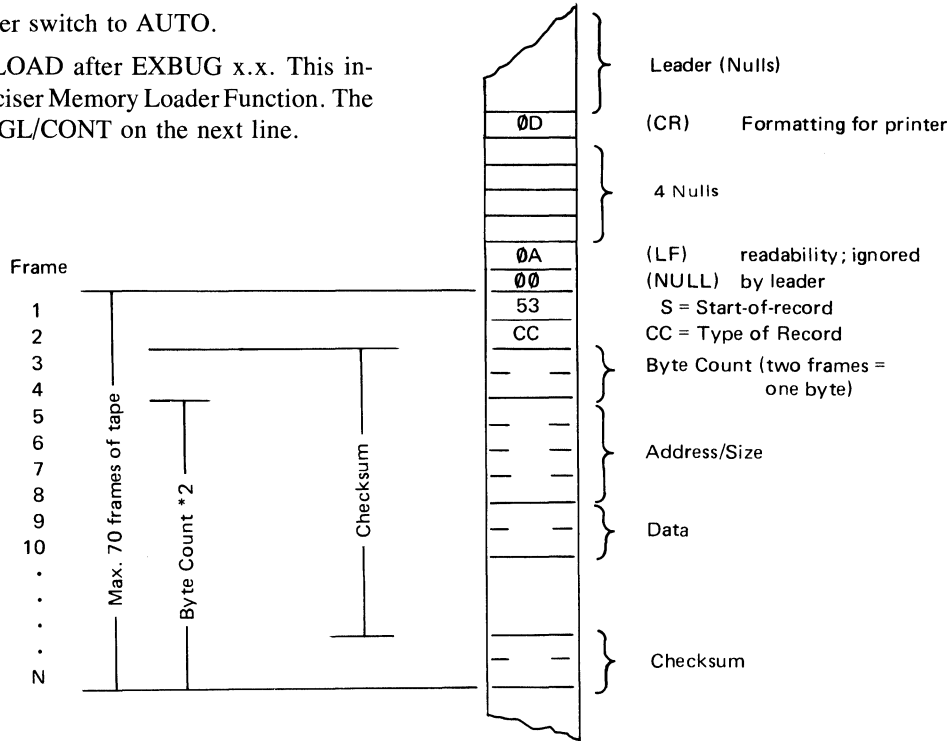 er switch to AUTO.
LOAD after EXBUG x.x. This in-
ciser Memory Loader Function. The
GL/CONT on the next line.
Leader (Nulls)
ØD (CR) Formatting for printer
4 Nulls
ØA (LF) readability; ignored
ØØ (NULL) by leader
Frame
1 53 S = Start-of-record
2 CC CC = Type of Record
3 Byte Count (two frames =
4 one byte)
5
6
7 Address/Size
8
9
10 Data
.
.
.
.
N Checksum
Max. 70 frames of tape
Byte Count *2
Checksum